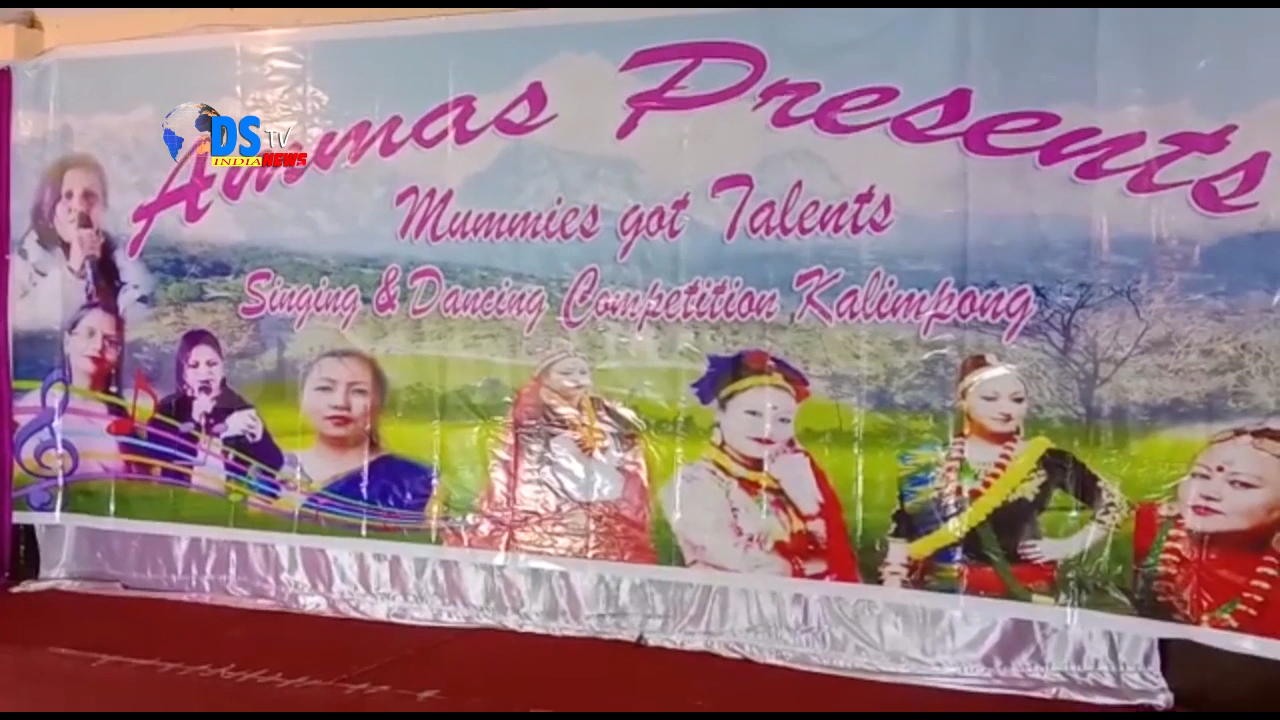 Ammas Presents
Mummies got Talents
Singing & Dancing Competition Kalimpong
DS TV
INDIA NEWS